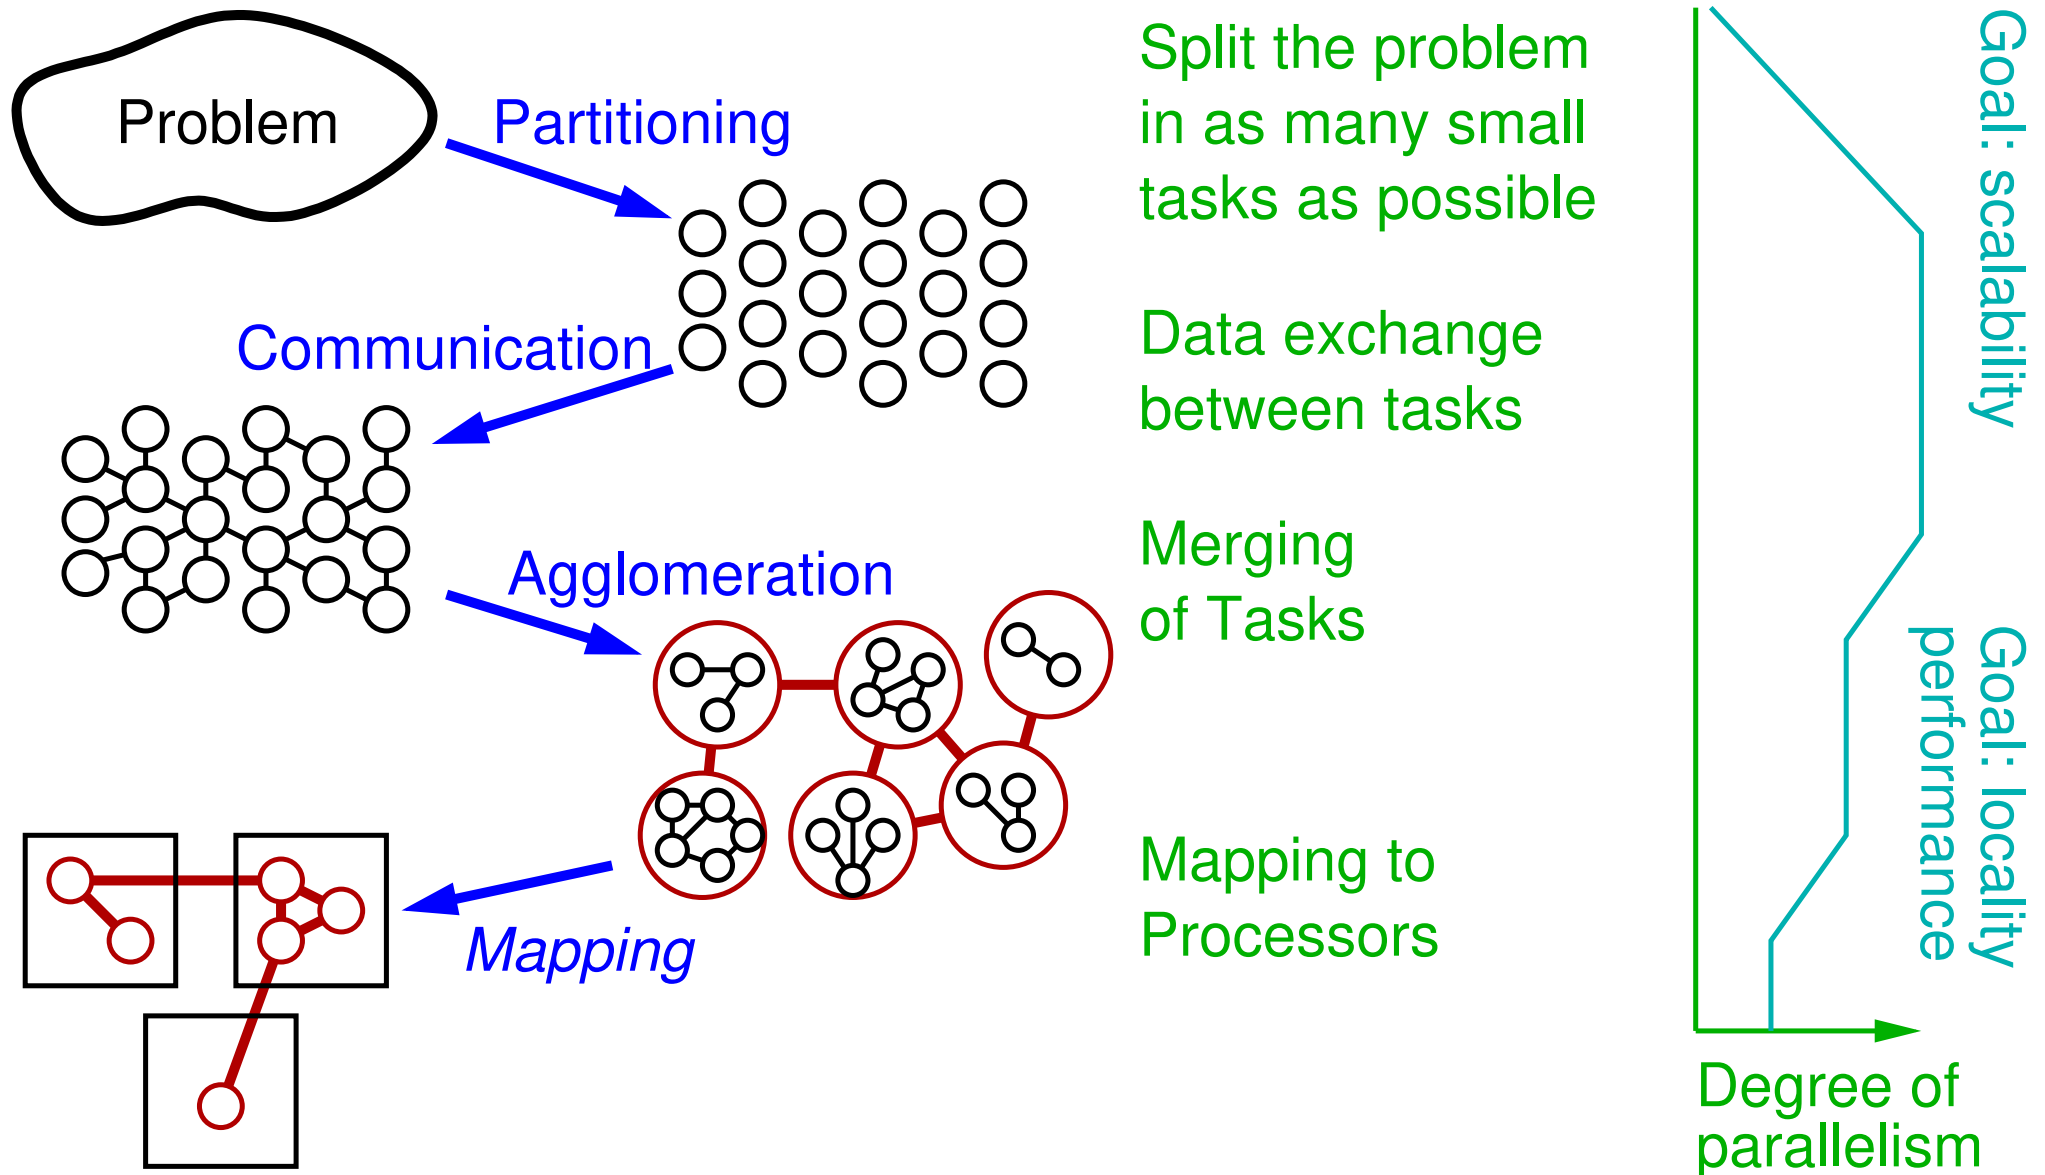 Problem
Partitioning
Split the problem
in as many small
tasks as possible
Communication
Data exchange
between tasks
Agglomeration
Merging
of Tasks
Mapping
Mapping to
Processors
Goal: scalability
Goal: locality
performance
Degree of
parallelism